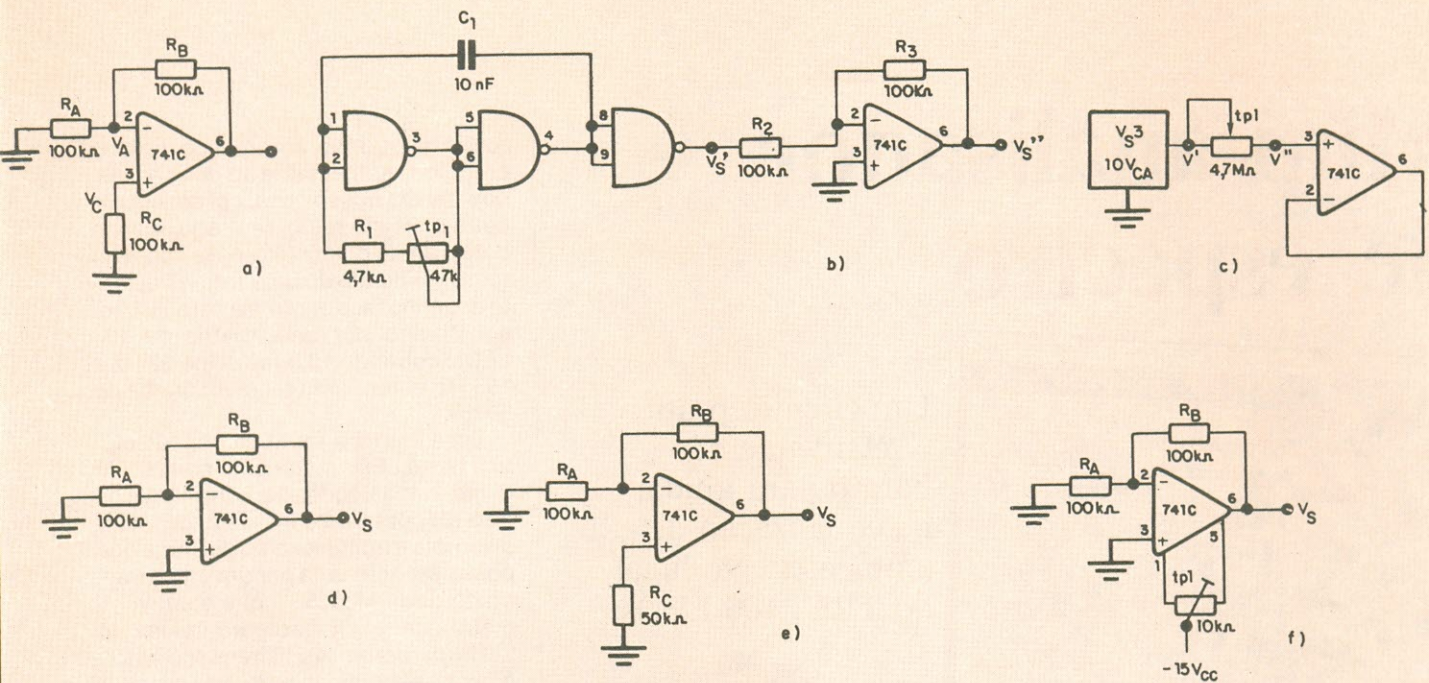 R_A
100kΩ
R_B
100kΩ
V_A
2
−
741C
6
3
+
V_C
R_C
100kΩ
a)
C_1
10 nF
1
2
3
5
6
4
8
9
R_1
4,7kΩ
tp_1
47k
V_S'
R_2
100kΩ
R_3
100KΩ
2
−
741C
6
3
+
V_S''
b)
V_S3
10V_CA
V'
tp1
4,7MΩ
V''
3
+
741C
6
2
−
c)
R_A
100kΩ
R_B
100kΩ
2
−
741C
6
V_S
3
+
d)
R_A
100kΩ
R_B
100kΩ
2
−
741C
6
V_S
3
+
R_C
50kΩ
e)
R_A
100kΩ
R_B
100kΩ
2
−
741C
6
V_S
3
+
1
5
tp1
10kΩ
-15V_CC
f)